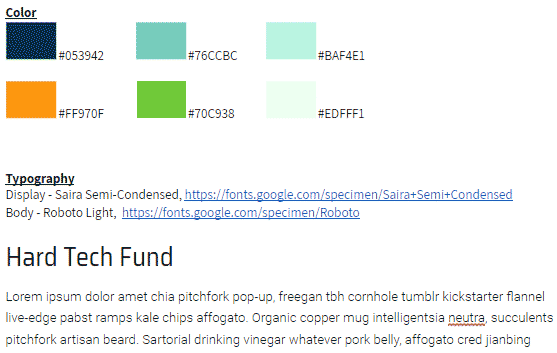 Color
#053942 #76CCBC #BAF4E1
#FF970F #70C938 #EDFFF1
Typography
Display - Saira Semi-Condensed, https://fonts.google.com/specimen/Saira+Semi+Condensed
Body - Roboto Light, https://fonts.google.com/specimen/Roboto
Hard Tech Fund
Lorem ipsum dolor amet chia pitchfork pop-up, freegan tbh cornhole tumblr kickstarter flannel
live-edge pabst ramps kale chips affogato. Organic copper mug intelligentsia neutra, succulents
pitchfork artisan beard. Sartorial drinking vinegar whatever pork belly, affogato cred jianbing